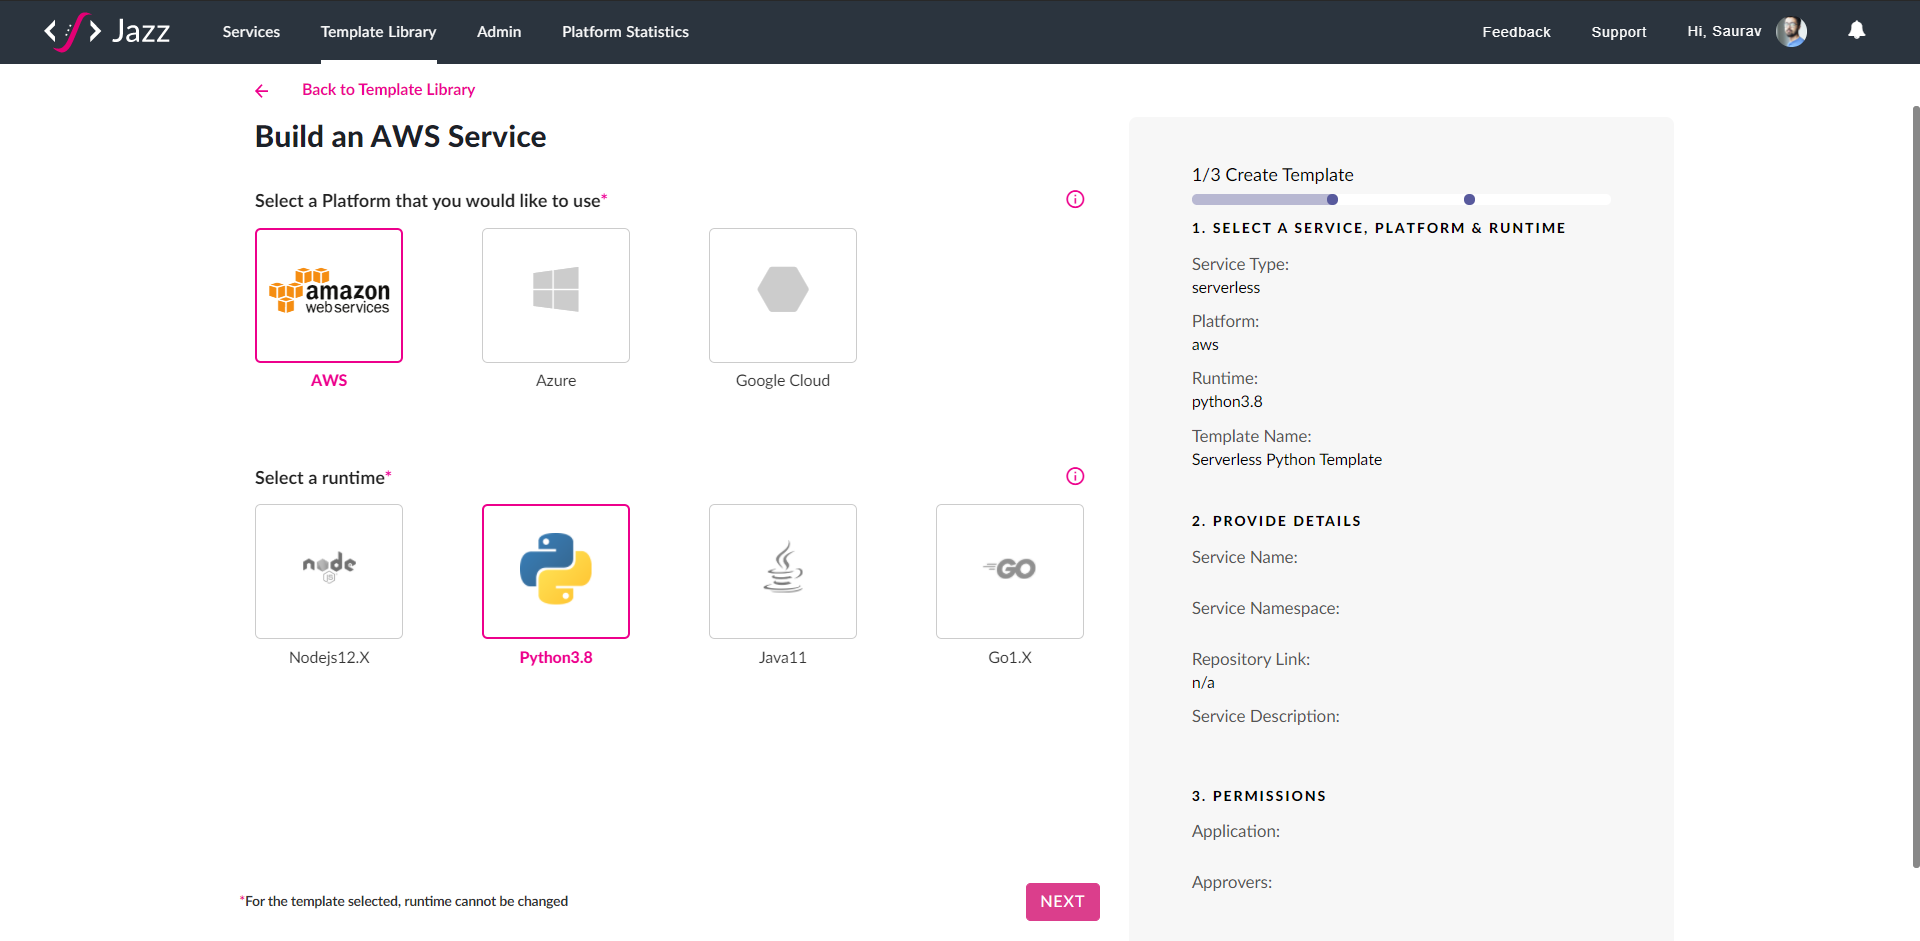 Jazz
Services
Template Library
Admin
Platform Statistics
Feedback
Support
Hi, Saurav
Back to Template Library
Build an AWS Service
Select a Platform that you would like to use*
amazon
webservices
AWS
Azure
Google Cloud
Select a runtime*
node
JS
GO
Nodejs12.X
Python3.8
Java11
Go1.X
*For the template selected, runtime cannot be changed
NEXT
1/3 Create Template
1. SELECT A SERVICE, PLATFORM & RUNTIME
Service Type:
serverless
Platform:
aws
Runtime:
python3.8
Template Name:
Serverless Python Template
2. PROVIDE DETAILS
Service Name:
Service Namespace:
Repository Link:
n/a
Service Description:
3. PERMISSIONS
Application:
Approvers: